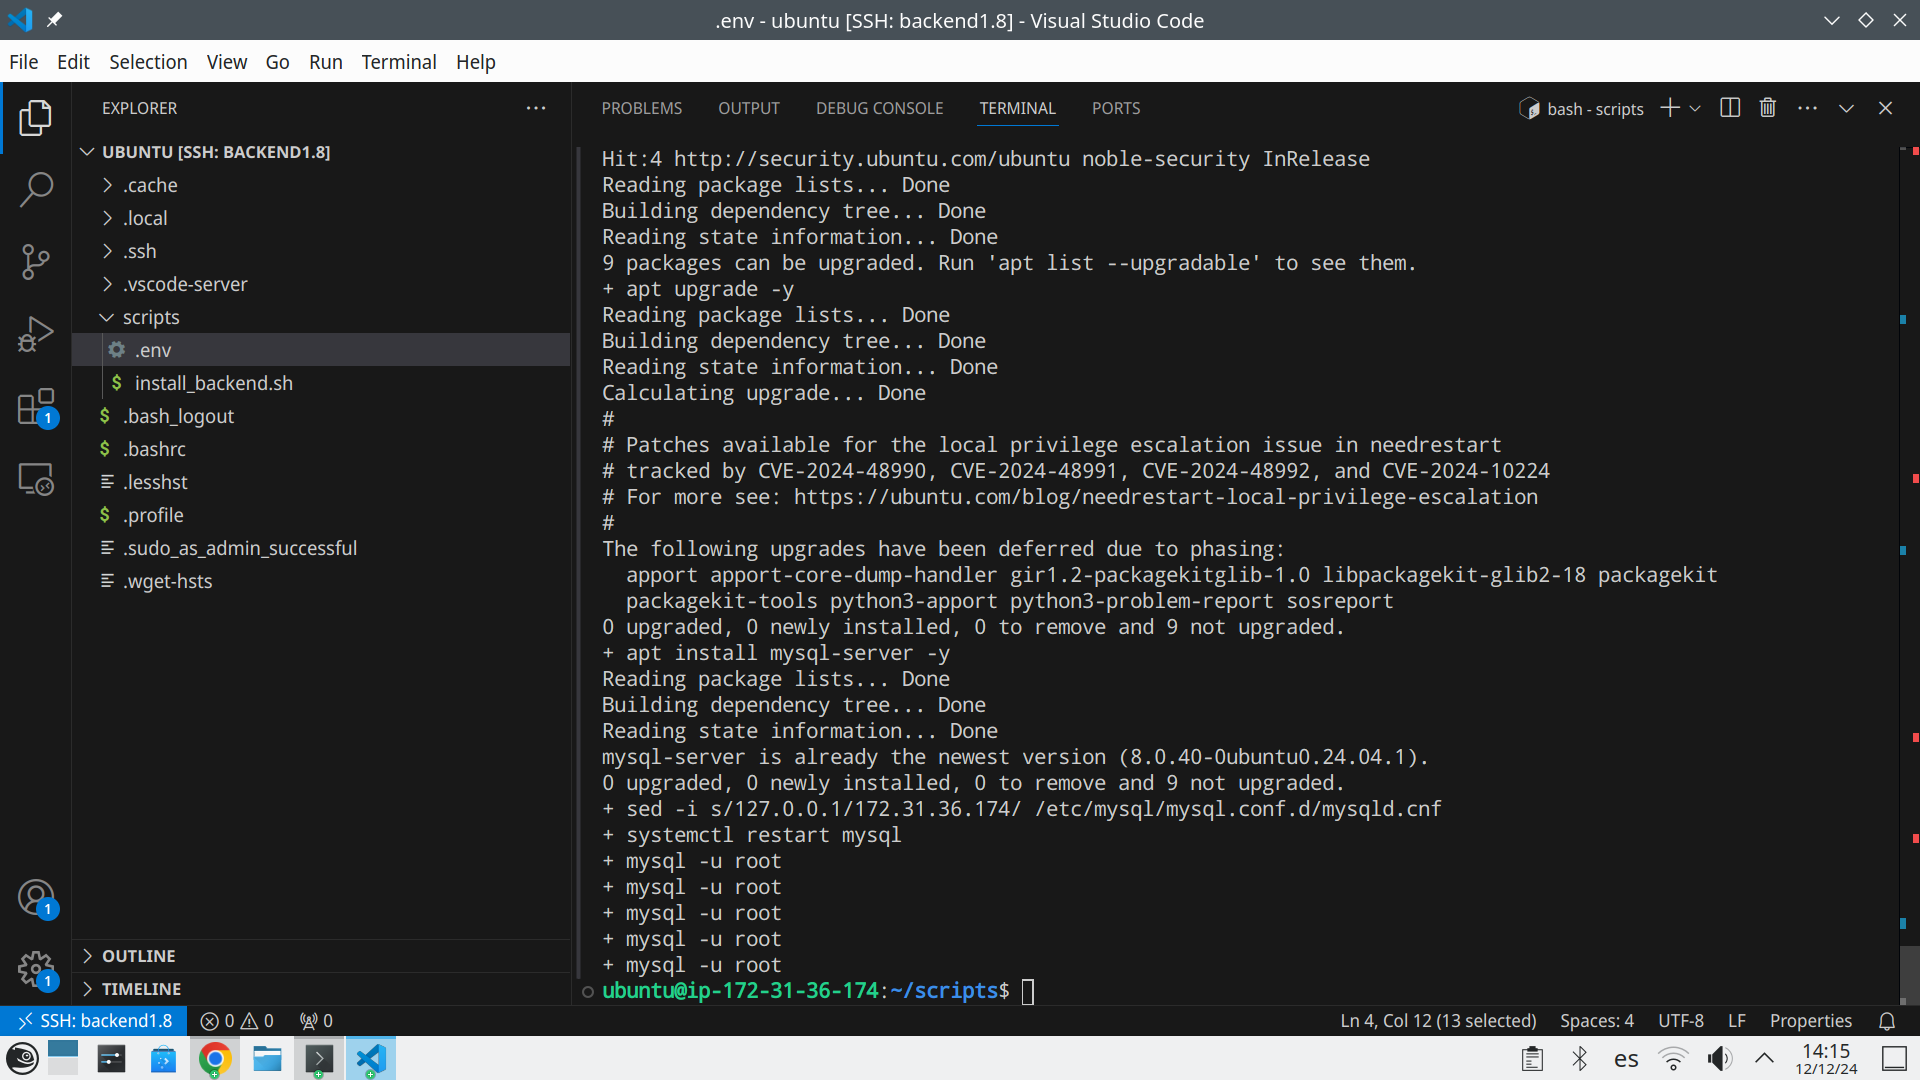 .env - ubuntu [SSH: backend1.8] - Visual Studio Code
File Edit Selection View Go Run Terminal Help
EXPLORER
UBUNTU [SSH: BACKEND1.8]
.cache
.local
.ssh
.vscode-server
scripts
.env
$ install_backend.sh
$ .bash_logout
$ .bashrc
.lesshst
$ .profile
.sudo_as_admin_successful
.wget-hsts
OUTLINE
TIMELINE
1
1
1
PROBLEMS OUTPUT DEBUG CONSOLE TERMINAL PORTS
bash - scripts
Hit:4 http://security.ubuntu.com/ubuntu noble-security InRelease
Reading package lists... Done
Building dependency tree... Done
Reading state information... Done
9 packages can be upgraded. Run 'apt list --upgradable' to see them.
+ apt upgrade -y
Reading package lists... Done
Building dependency tree... Done
Reading state information... Done
Calculating upgrade... Done
#
# Patches available for the local privilege escalation issue in needrestart
# tracked by CVE-2024-48990, CVE-2024-48991, CVE-2024-48992, and CVE-2024-10224
# For more see: https://ubuntu.com/blog/needrestart-local-privilege-escalation
#
The following upgrades have been deferred due to phasing:
  apport apport-core-dump-handler gir1.2-packagekitglib-1.0 libpackagekit-glib2-18 packagekit
  packagekit-tools python3-apport python3-problem-report sosreport
0 upgraded, 0 newly installed, 0 to remove and 9 not upgraded.
+ apt install mysql-server -y
Reading package lists... Done
Building dependency tree... Done
Reading state information... Done
mysql-server is already the newest version (8.0.40-0ubuntu0.24.04.1).
0 upgraded, 0 newly installed, 0 to remove and 9 not upgraded.
+ sed -i s/127.0.0.1/172.31.36.174/ /etc/mysql/mysql.conf.d/mysqld.cnf
+ systemctl restart mysql
+ mysql -u root
+ mysql -u root
+ mysql -u root
+ mysql -u root
+ mysql -u root
ubuntu@ip-172-31-36-174:~/scripts$
SSH: backend1.8 0 0 0 Ln 4, Col 12 (13 selected) Spaces: 4 UTF-8 LF Properties
es 14:15
12/12/24